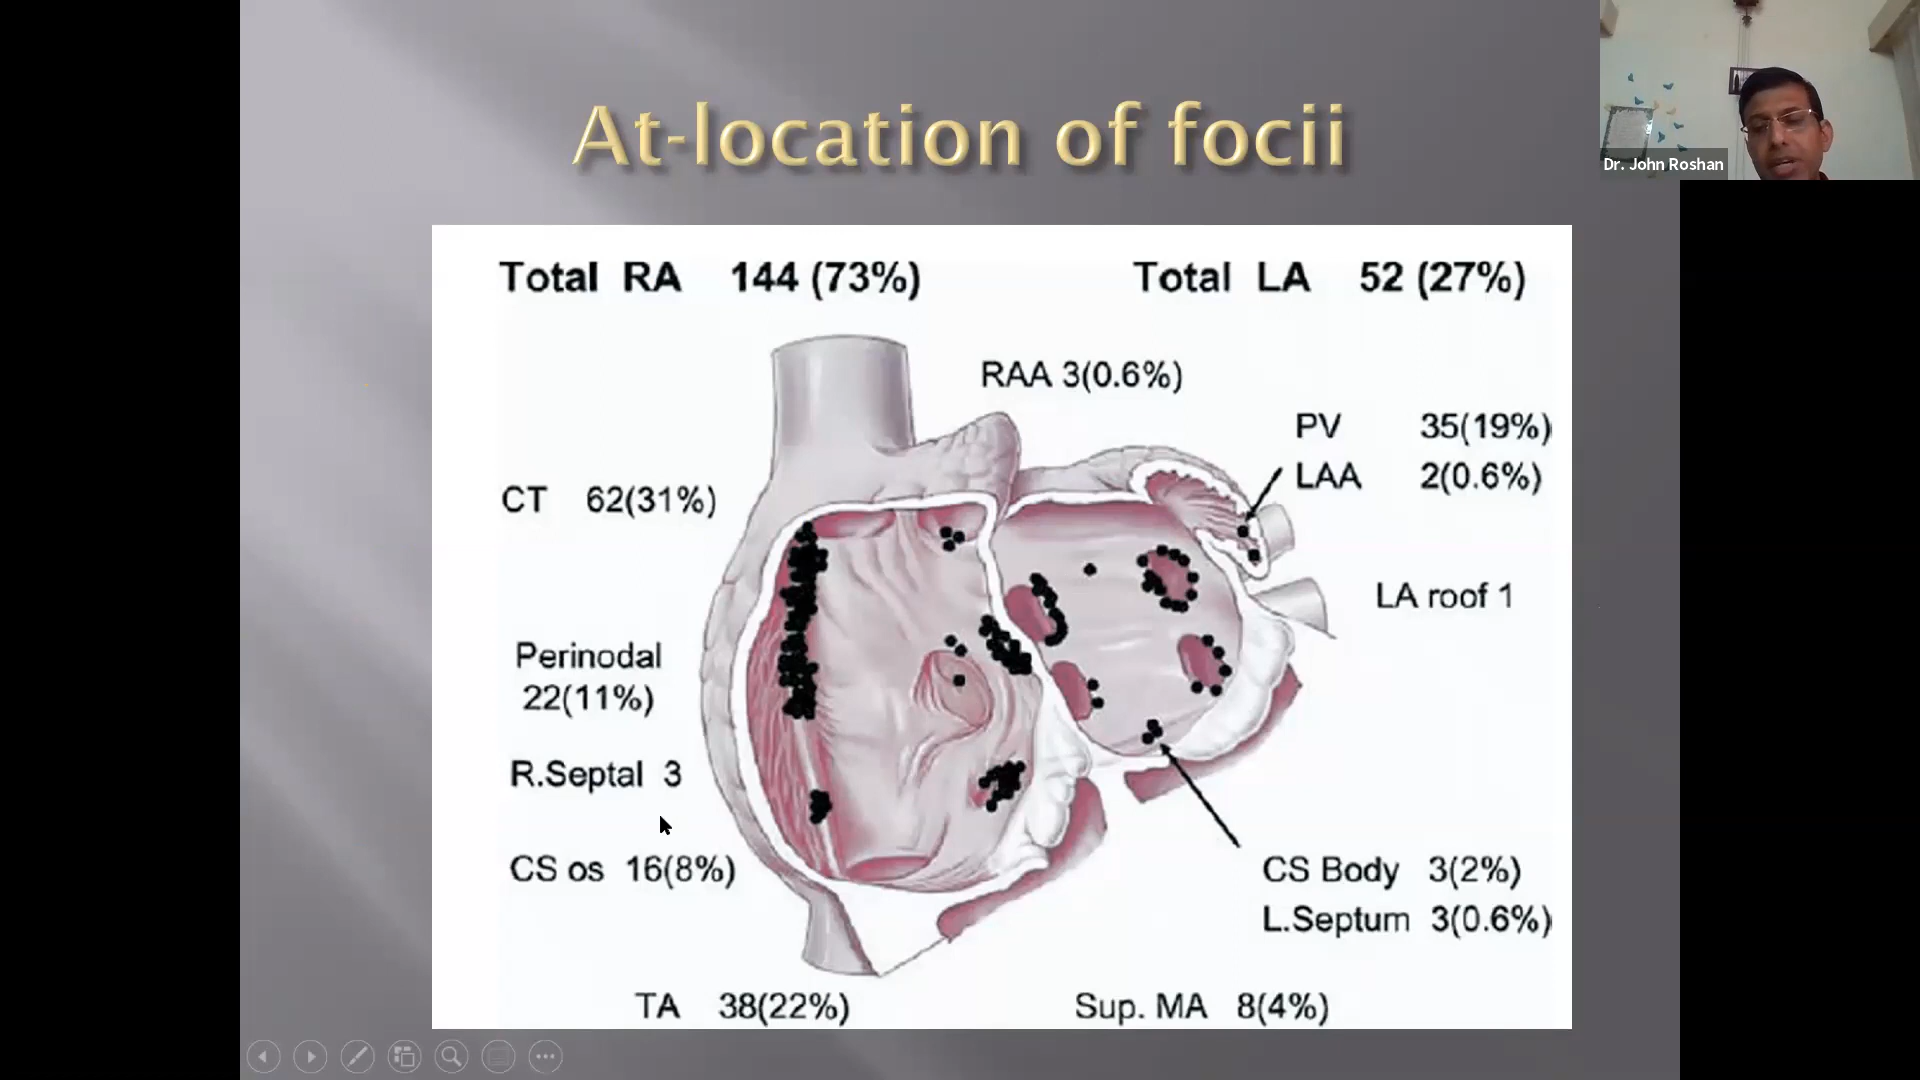 At-location of focii
Dr. John Roshan
Total RA 144 (73%)
Total LA 52 (27%)
RAA 3(0.6%)
PV 35(19%)
LAA 2(0.6%)
CT 62(31%)
LA roof 1
Perinodal
22(11%)
R.Septal 3
CS os 16(8%)
CS Body 3(2%)
L.Septum 3(0.6%)
TA 38(22%)
Sup. MA 8(4%)